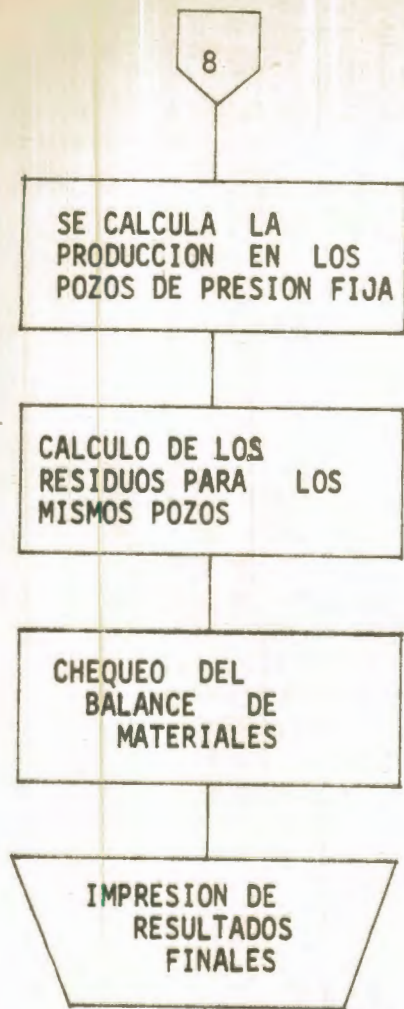 8
SE CALCULA LA
PRODUCCION EN LOS
POZOS DE PRESION FIJA
CALCULO DE LOS
RESIDUOS PARA LOS
MISMOS POZOS
CHEQUEO DEL
BALANCE DE
MATERIALES
IMPRESION DE
RESULTADOS
FINALES